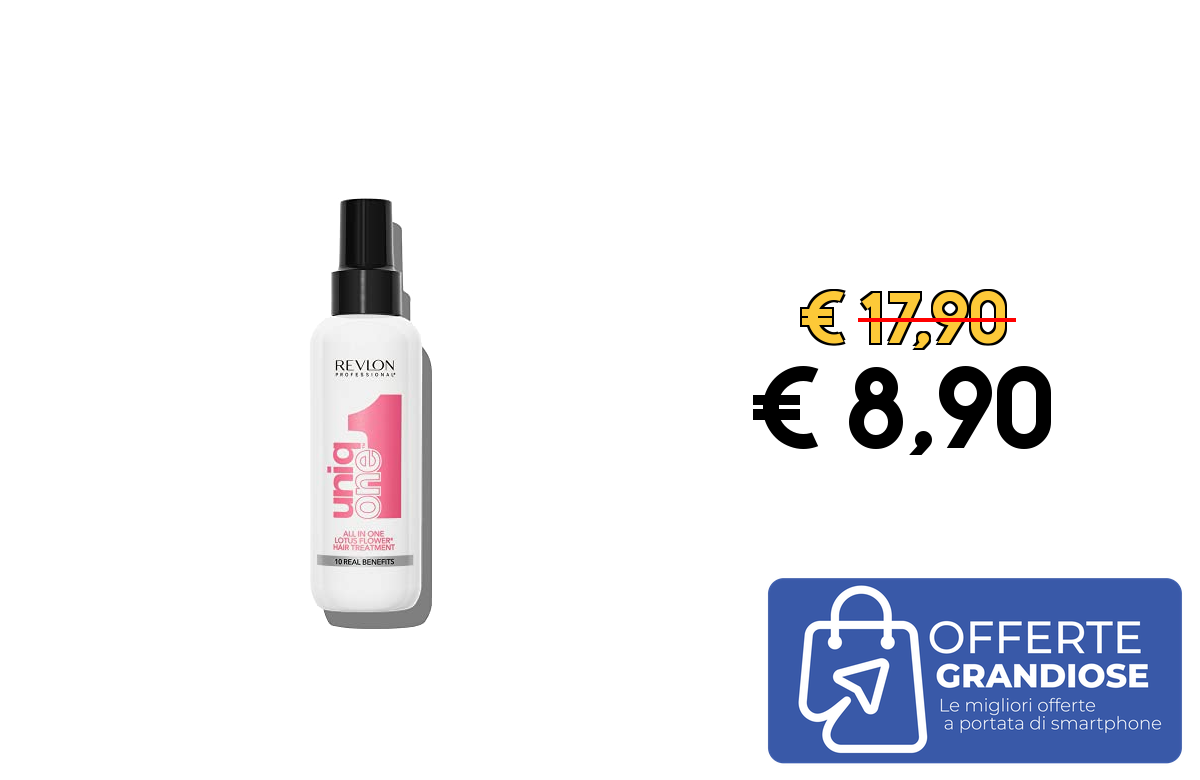 REVLON
PROFESSIONAL®
uniq
one™
1
ALL IN ONE
LOTUS FLOWER®
HAIR TREATMENT
10 REAL BENEFITS
€ 17,90
€ 8,90
OFFERTE
GRANDIOSE
Le migliori offerte
a portata di smartphone